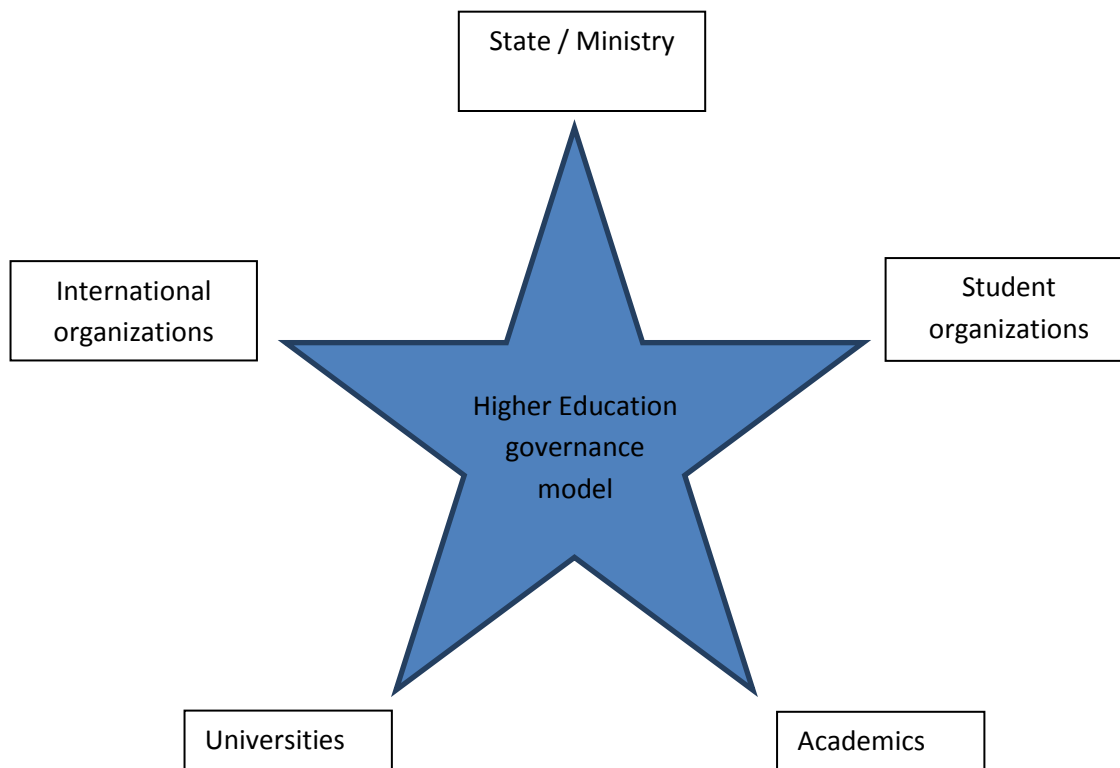 State / Ministry
International
organizations
Student
organizations
Higher Education
governance
model
Universities
Academics